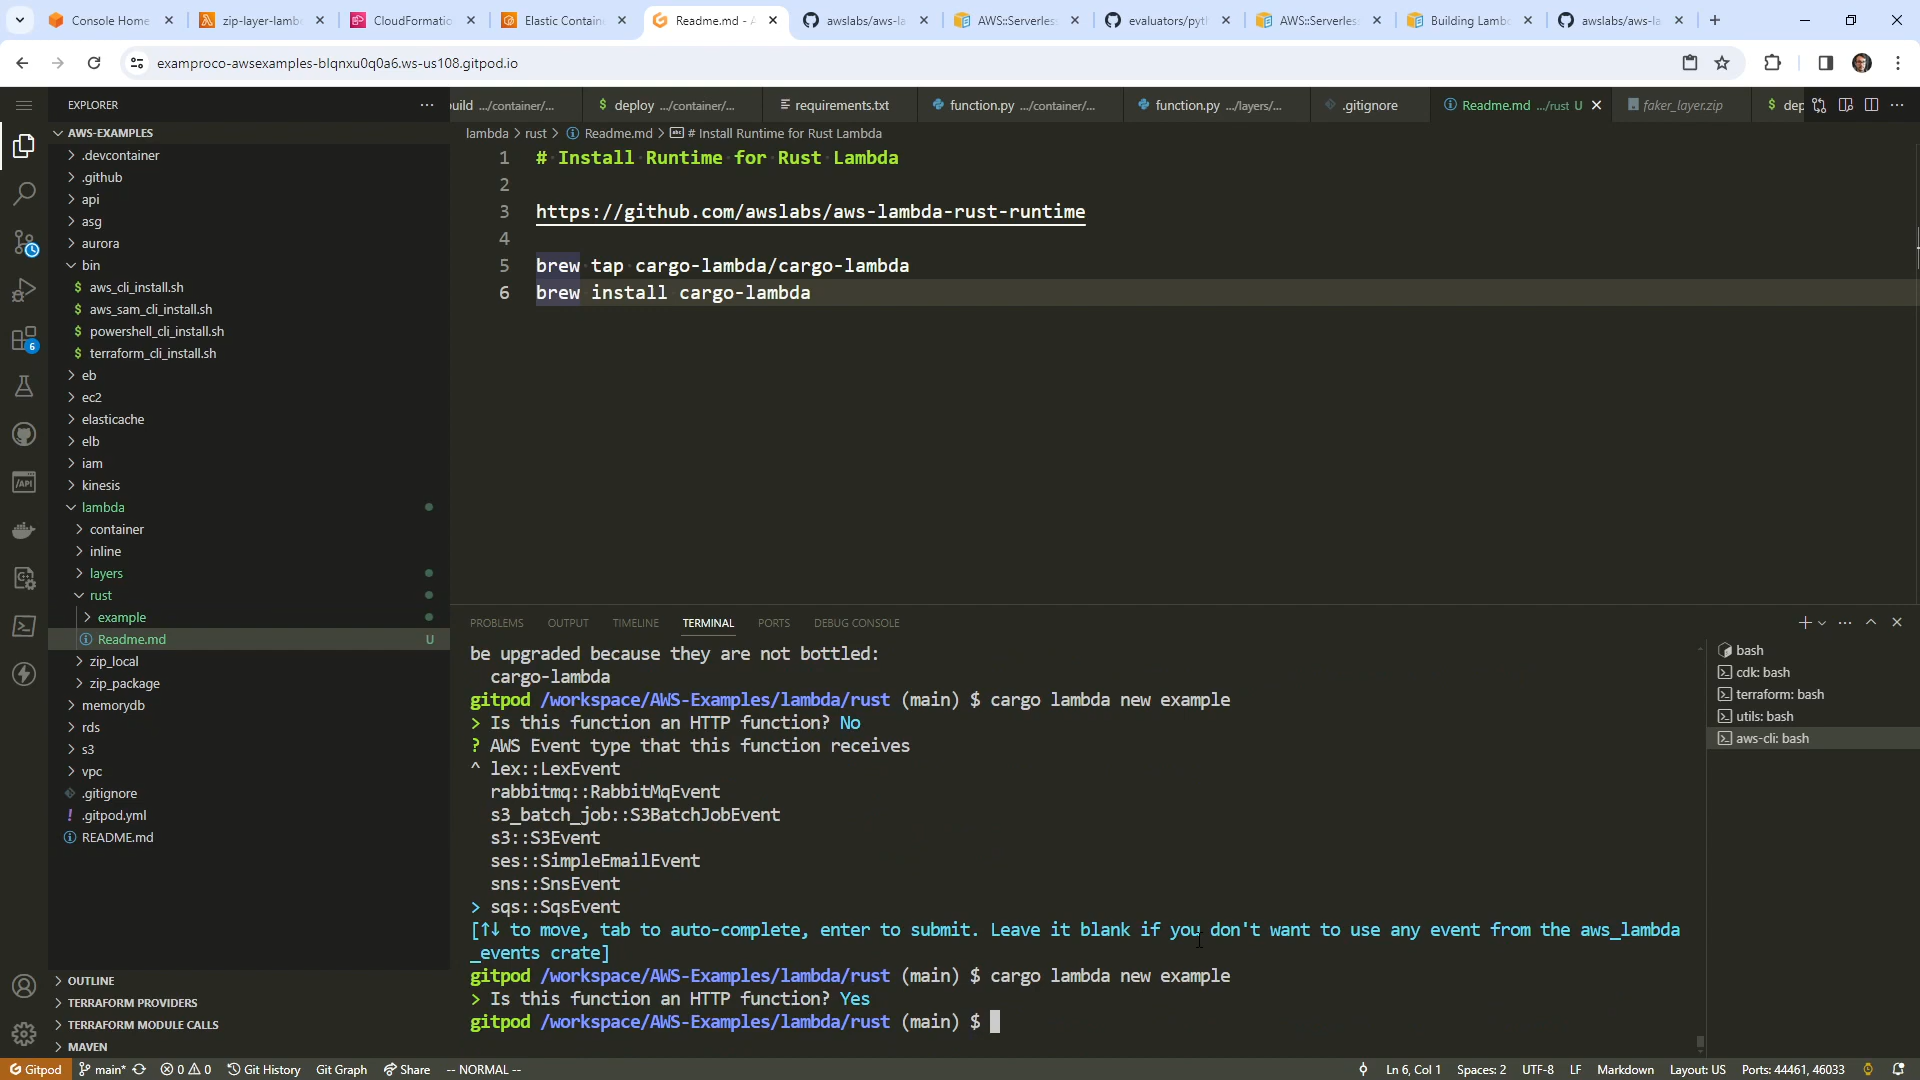 Console Home
zip-layer-lamb
CloudFormatio
Elastic Contain
Readme.md - A
awslabs/aws-la
AWS::Serverles
evaluators/pyt
AWS::Serverles
Building Lamb
awslabs/aws-la
examproco-awsexamples-blqnxu0q0a6.ws-us108.gitpod.io
EXPLORER
uild .../container/...
$ deploy .../container/...
requirements.txt
function.py .../container/...
function.py .../layers/...
.gitignore
Readme.md .../rust U
faker_layer.zip
$ dep
AWS-EXAMPLES
lambda > rust > Readme.md > # Install Runtime for Rust Lambda
.devcontainer
.github
api
asg
aurora
bin
$ aws_cli_install.sh
$ aws_sam_cli_install.sh
$ powershell_cli_install.sh
$ terraform_cli_install.sh
eb
ec2
elasticache
elb
iam
kinesis
lambda
container
inline
layers
rust
example
Readme.md U
zip_local
zip_package
memorydb
rds
s3
vpc
.gitignore
! .gitpod.yml
README.md
OUTLINE
TERRAFORM PROVIDERS
TERRAFORM MODULE CALLS
MAVEN
6
API
1 # Install Runtime for Rust Lambda
2
3 https://github.com/awslabs/aws-lambda-rust-runtime
4
5 brew tap cargo-lambda/cargo-lambda
6 brew install cargo-lambda
PROBLEMS OUTPUT TIMELINE TERMINAL PORTS DEBUG CONSOLE
be upgraded because they are not bottled:
cargo-lambda
gitpod /workspace/AWS-Examples/lambda/rust (main) $ cargo lambda new example
> Is this function an HTTP function? No
? AWS Event type that this function receives
^ lex::LexEvent
rabbitmq::RabbitMqEvent
s3_batch_job::S3BatchJobEvent
s3::S3Event
ses::SimpleEmailEvent
sns::SnsEvent
> sqs::SqsEvent
[↑↓ to move, tab to auto-complete, enter to submit. Leave it blank if you don't want to use any event from the aws_lambda
_events crate]
gitpod /workspace/AWS-Examples/lambda/rust (main) $ cargo lambda new example
> Is this function an HTTP function? Yes
gitpod /workspace/AWS-Examples/lambda/rust (main) $
bash
cdk: bash
terraform: bash
utils: bash
aws-cli: bash
Gitpod main* 0 0 Git History Git Graph Share -- NORMAL -- Ln 6, Col 1 Spaces: 2 UTF-8 LF Markdown Layout: US Ports: 44461, 46033